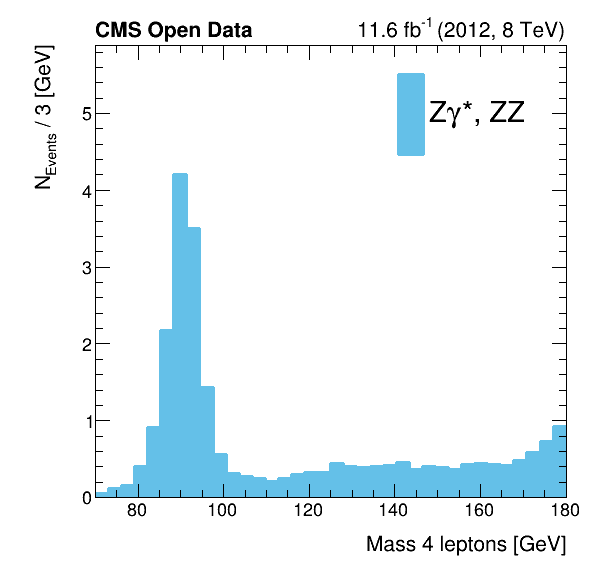 CMS Open Data 11.6 fb⁻¹ (2012, 8 TeV)
N_Events / 3 [GeV]
Zγ*, ZZ
5
4
3
2
1
0
80 100 120 140 160 180
Mass 4 leptons [GeV]